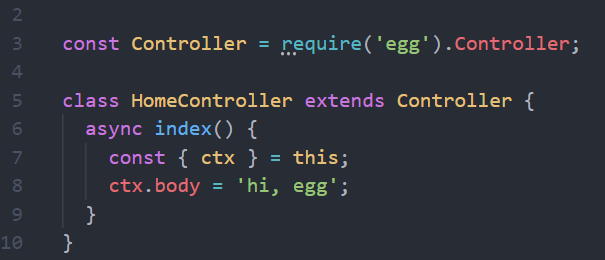 2
3 const Controller = require('egg').Controller;
4
5 class HomeController extends Controller {
6 async index() {
7 const { ctx } = this;
8 ctx.body = 'hi, egg';
9 }
10 }